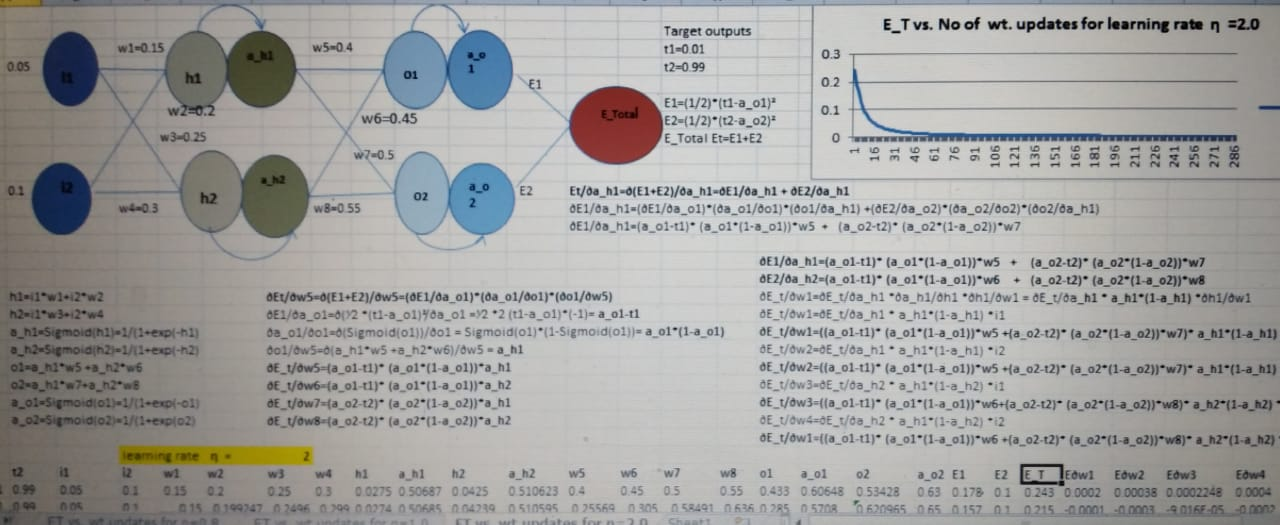 E_T vs. No of wt. updates for learning rate η =2.0
0.3
0.2
0.1
0
1 16 31 46 61 76 91 106 121 136 151 166 181 196 211 226 241 256 271 286
Target outputs
t1=0.01
t2=0.99
0.05
i1
w1=0.15
h1
a_h1
w5=0.4
O1
a_o
1
E1
w2=0.2
w3=0.25
w6=0.45
w7=0.5
E_Total
0.1
i2
w4=0.3
h2
a_h2
w8=0.55
O2
a_o
2
E2
E1=(1/2)*(t1-a_o1)²
E2=(1/2)*(t2-a_o2)²
E_Total Et=E1+E2
Et/∂a_h1=∂(E1+E2)/∂a_h1=∂E1/∂a_h1 + ∂E2/∂a_h1
∂E1/∂a_h1=(∂E1/∂a_o1)*(∂a_o1/∂o1)*(∂o1/∂a_h1) +(∂E2/∂a_o2)*(∂a_o2/∂o2)*(∂o2/∂a_h1)
∂E1/∂a_h1=(a_o1-t1)* (a_o1*(1-a_o1))*w5 + (a_o2-t2)* (a_o2*(1-a_o2))*w7
∂E1/∂a_h1=(a_o1-t1)* (a_o1*(1-a_o1))*w5 + (a_o2-t2)* (a_o2*(1-a_o2))*w7
∂E2/∂a_h2=(a_o1-t1)* (a_o1*(1-a_o1))*w6 + (a_o2-t2)* (a_o2*(1-a_o2))*w8
∂E_t/∂w1=∂E_t/∂a_h1 *∂a_h1/∂h1 *∂h1/∂w1 = ∂E_t/∂a_h1 * a_h1*(1-a_h1) *∂h1/∂w1
∂E_t/∂w1=∂E_t/∂a_h1 * a_h1*(1-a_h1) *i1
∂E_t/∂w1=((a_o1-t1)* (a_o1*(1-a_o1))*w5 +(a_o2-t2)* (a_o2*(1-a_o2))*w7)* a_h1*(1-a_h1)
∂E_t/∂w2=∂E_t/∂a_h1 * a_h1*(1-a_h1) *i2
∂E_t/∂w2=((a_o1-t1)* (a_o1*(1-a_o1))*w5 +(a_o2-t2)* (a_o2*(1-a_o2))*w7)* a_h1*(1-a_h1)
∂E_t/∂w3=∂E_t/∂a_h2 * a_h1*(1-a_h2) *i1
∂E_t/∂w3=((a_o1-t1)* (a_o1*(1-a_o1))*w6+(a_o2-t2)* (a_o2*(1-a_o2))*w8)* a_h2*(1-a_h2) *
∂E_t/∂w4=∂E_t/∂a_h2 * a_h1*(1-a_h2) *i2
∂E_t/∂w1=((a_o1-t1)* (a_o1*(1-a_o1))*w6 +(a_o2-t2)* (a_o2*(1-a_o2))*w8)* a_h2*(1-a_h2)
h1=i1*w1+i2*w2
h2=i1*w3+i2*w4
a_h1=Sigmoid(h1)=1/(1+exp(-h1)
a_h2=Sigmoid(h2)=1/(1+exp(-h2)
o1=a_h1*w5 +a_h2*w6
o2=a_h1*w7+a_h2*w8
a_o1=Sigmoid(o1)=1/(1+exp(-o1)
a_o2=Sigmoid(o2)=1/(1+exp(o2)
∂Et/∂w5=∂(E1+E2)/∂w5=(∂E1/∂a_o1)*(∂a_o1/∂o1)*(∂o1/∂w5)
∂E1/∂a_o1=∂(½ *(t1-a_o1)²/∂a_o1 =½ *2 *(t1-a_o1)*(-1)= a_o1-t1
∂a_o1/∂o1=∂(Sigmoid(o1))/∂o1 = Sigmoid(o1)*(1-Sigmoid(o1)= a_o1*(1-a_o1)
∂o1/∂w5=∂(a_h1*w5 +a_h2*w6)/∂w5 = a_h1
∂E_t/∂w5=(a_o1-t1)* (a_o1*(1-a_o1))*a_h1
∂E_t/∂w6=(a_o1-t1)* (a_o1*(1-a_o1))*a_h2
∂E_t/∂w7=(a_o2-t2)* (a_o2*(1-a_o2))*a_h1
∂E_t/∂w8=(a_o2-t2)* (a_o2*(1-a_o2))*a_h2
learning rate η = 2
t2 i1 i2 w1 w2 w3 w4 h1 a_h1 h2 a_h2 w5 w6 w7 w8 o1 a_o1 o2 a_o2 E1 E2 E_T E∂w1 E∂w2 E∂w3 E∂w4
0.99 0.05 0.1 0.15 0.2 0.25 0.3 0.0275 0.50687 0.0425 0.510623 0.4 0.45 0.5 0.55 0.433 0.60648 0.53428 0.63 0.178 0.1 0.243 0.0002 0.00038 0.0002248 0.0004
0.99 0.05 0.1 0.15 0.199247 0.2496 0.299 0.0274 0.50685 0.04239 0.510595 0.25569 0.305 0.58491 0.636 0.285 0.5708 0.620965 0.65 0.157 0.1 0.215 -0.0001 -0.0003 -9.016E-05 -0.0002
ET vs. wt updates for n=1.0 ET vs. wt updates for n=2.0 Sheet1